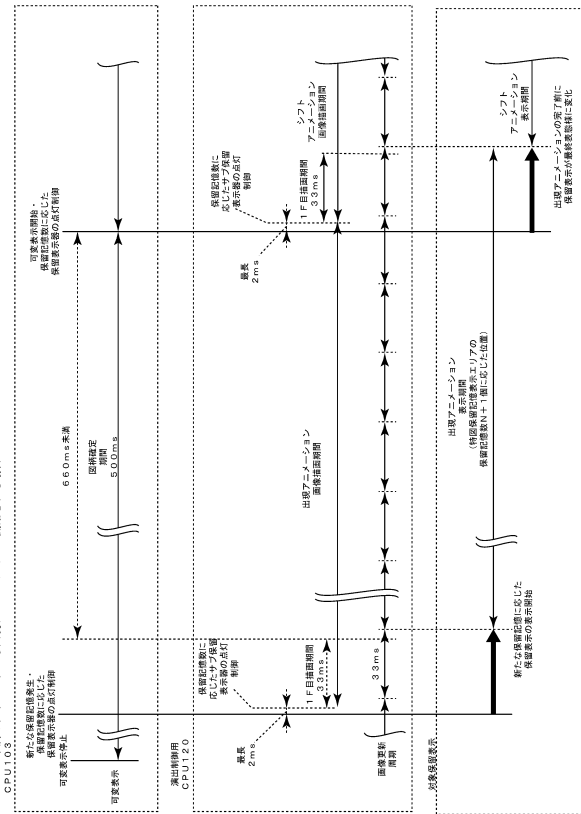 CPU103
新たな保留記憶発生・
保留記憶数に応じた
保留表示器の点灯制御
可変表示停止
可変表示
660ms未満
図柄確定
期間
500ms
可変表示開始・
保留記憶数に応じた
保留表示器の点灯制御
演出制御用
CPU120
最長
2ms
保留記憶数に
応じたサブ保留
表示器の点灯
制御
1F目描画期間
33ms
出現アニメーション
画像描画期間
最長
2ms
保留記憶数に
応じたサブ保留
表示器の点灯
制御
1F目描画期間
33ms
シフト
アニメーション
画像描画期間
画像更新
周期
33ms
対象保留表示
新たな保留記憶に応じた
保留表示の表示開始
出現アニメーション
表示期間
(特図保留記憶表示エリアの
保留記憶数N+1個に応じた位置)
シフト
アニメーション
表示期間
出現アニメーションの完了前に
保留表示が最終表示態様に変化